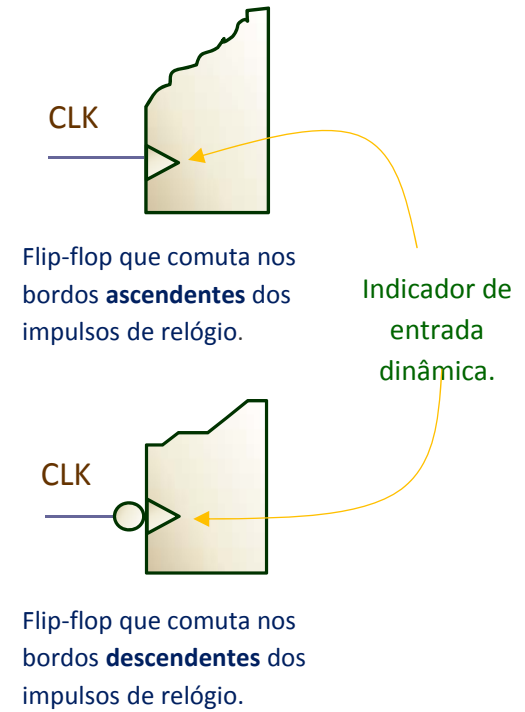 CLK
Flip-flop que comuta nos
bordos ascendentes dos
impulsos de relógio.
Indicador de
entrada
dinâmica.
CLK
Flip-flop que comuta nos
bordos descendentes dos
impulsos de relógio.